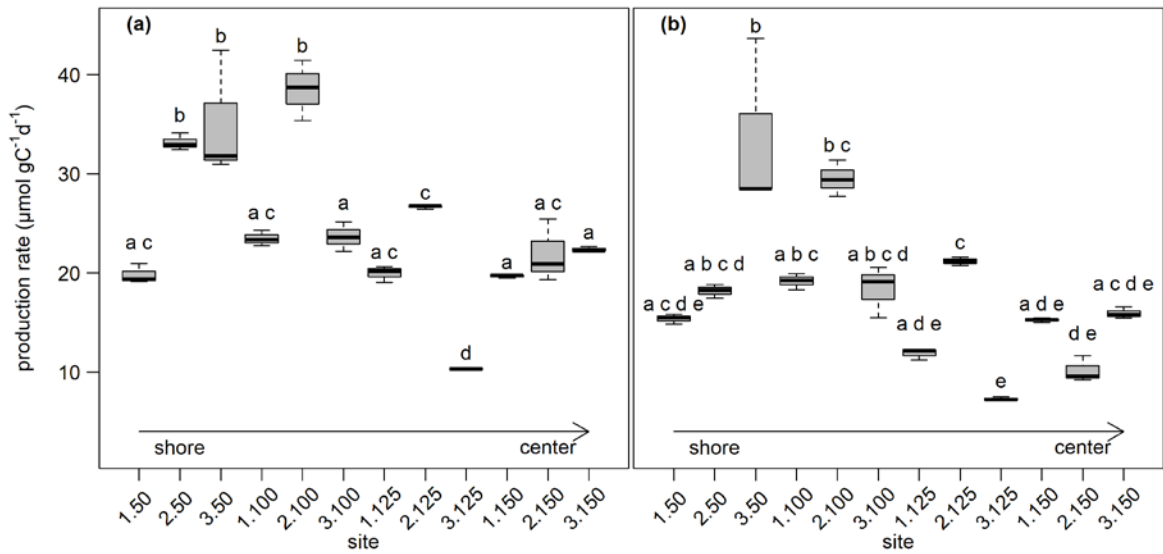 (a)
(b)
production rate (μmol gC⁻¹d⁻¹)
40
30
20
10
a c
b
b
a c
b
a
a c
c
d
a
a c
a
a c d e
a b c d
b
a b c
b c
a b c d
a d e
c
e
a d e
d e
a c d e
shore
center
shore
center
1.50
2.50
3.50
1.100
2.100
3.100
1.125
2.125
3.125
1.150
2.150
3.150
1.50
2.50
3.50
1.100
2.100
3.100
1.125
2.125
3.125
1.150
2.150
3.150
site
site